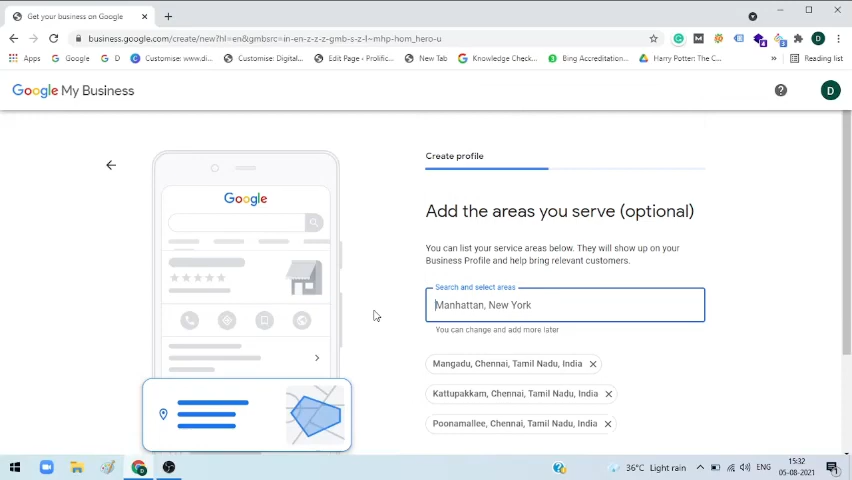 Get your business on Google
business.google.com/create/new?hl=en&gmbsrc=in-en-z-z-z-gmb-s-z-l~mhp-hom_hero-u
Apps
Google
G D
Customise: www.di...
Customise: Digital...
Edit Page - Prolific...
New Tab
Knowledge Check...
Bing Accreditation...
Harry Potter: The C...
»
Reading list
Google My Business
D
Create profile
Google
Add the areas you serve (optional)
You can list your service areas below. They will show up on your
Business Profile and help bring relevant customers.
Search and select areas
Manhattan, New York
You can change and add more later
Mangadu, Chennai, Tamil Nadu, India
Kattupakkam, Chennai, Tamil Nadu, India
Poonamallee, Chennai, Tamil Nadu, India
36°C Light rain
ENG
15:32
05-08-2021